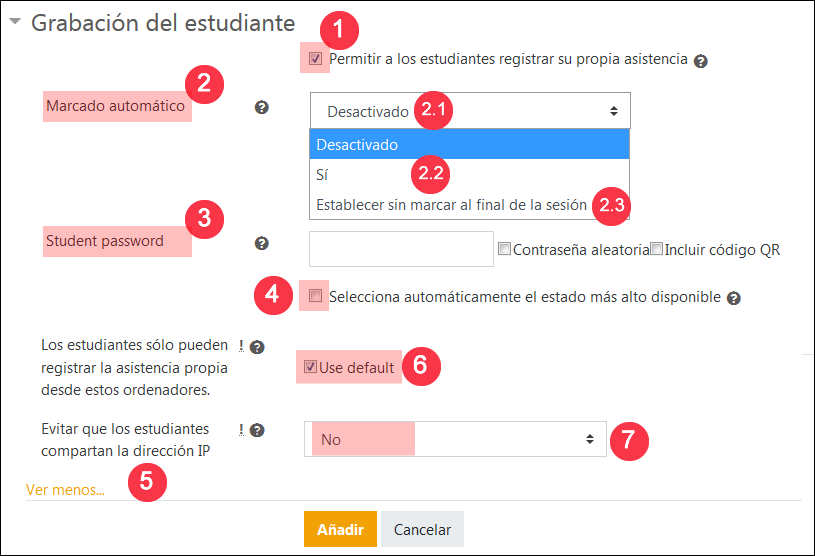 Grabación del estudiante
1
Permitir a los estudiantes registrar su propia asistencia ?
2
Marcado automático ? Desactivado 2.1
Desactivado
Sí 2.2
Establecer sin marcar al final de la sesión 2.3
3
Student password ? Contraseña aleatoria Incluir código QR
4 Selecciona automáticamente el estado más alto disponible ?
Los estudiantes sólo pueden ! ?
registrar la asistencia propia
desde estos ordenadores.
Use default 6
Evitar que los estudiantes ! ?
compartan la dirección IP
No 7
Ver menos... 5
Añadir Cancelar